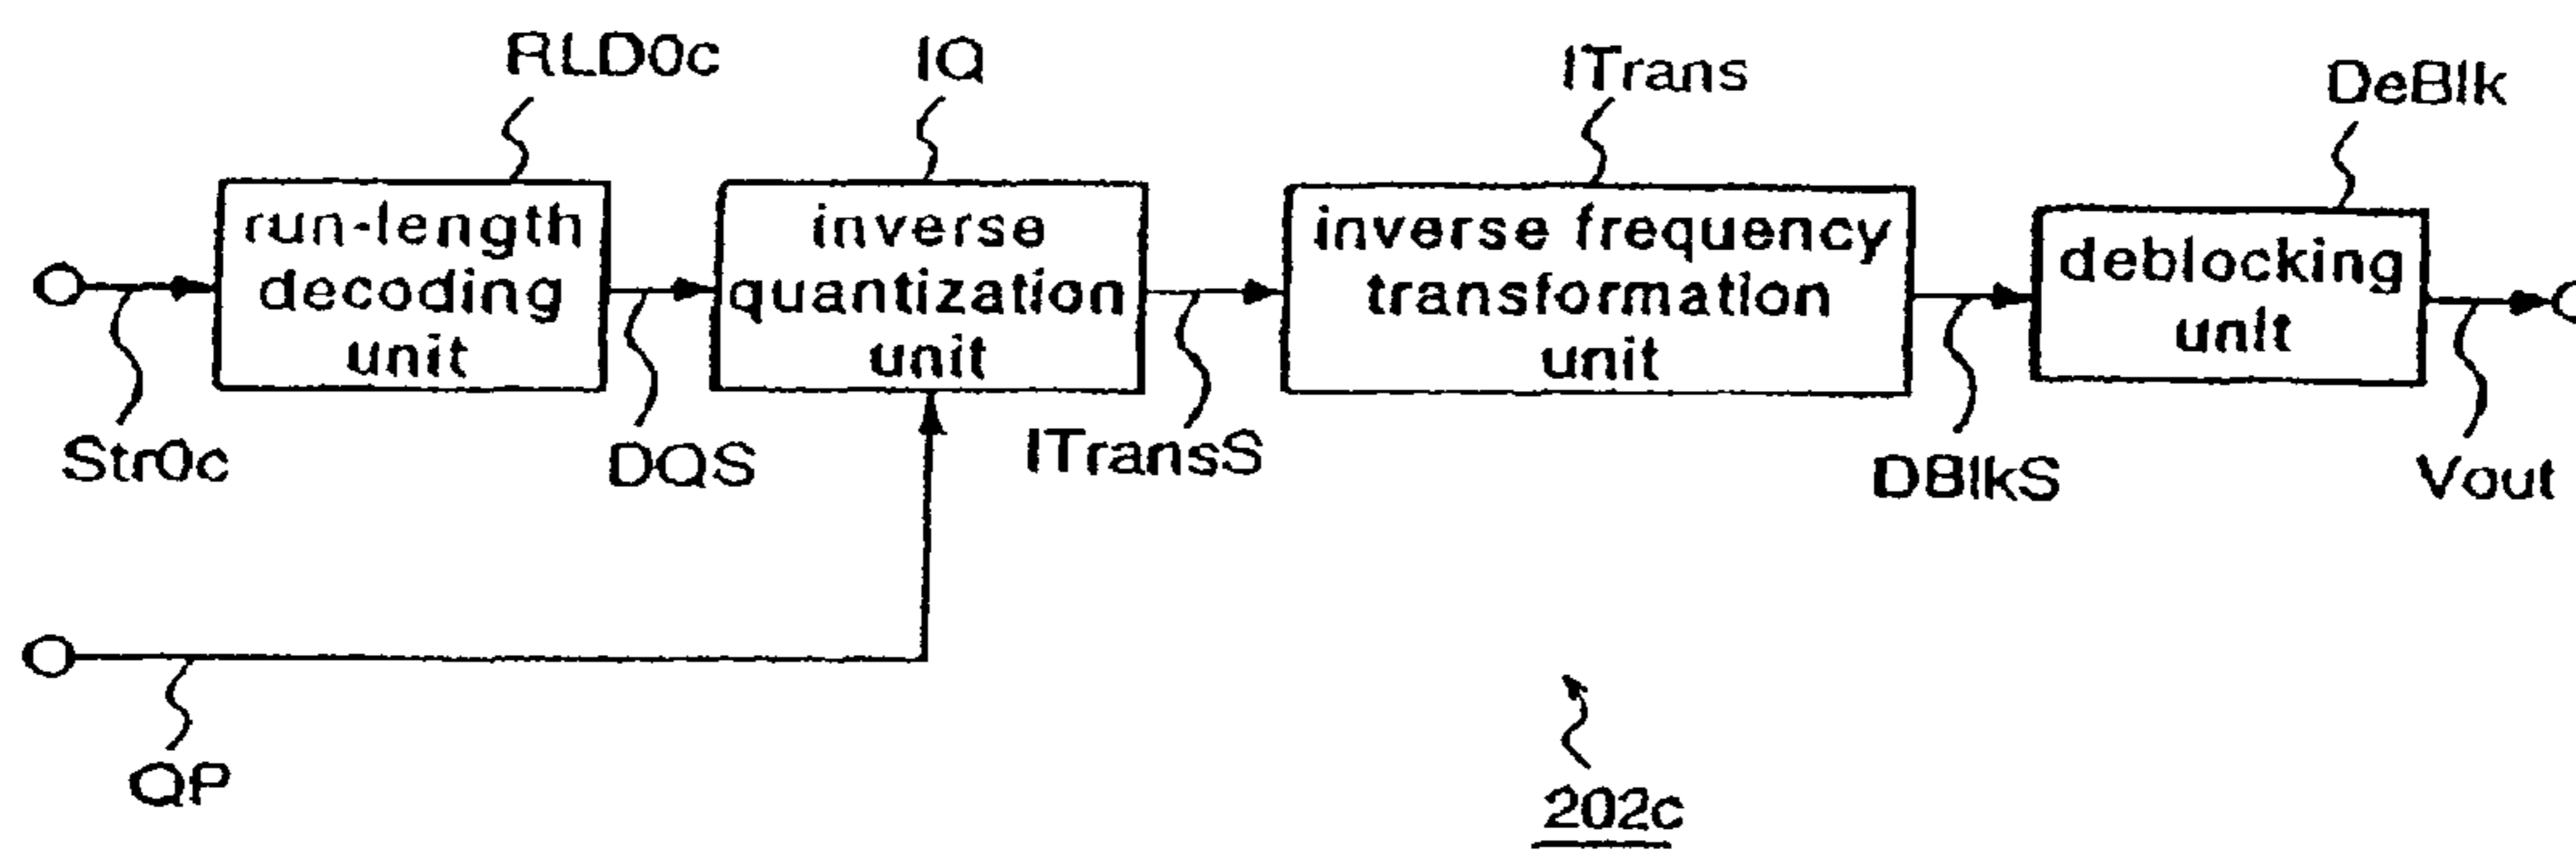 RLD0c
IQ
ITrans
DeBlk
run-length
decoding
unit
inverse
quantization
unit
inverse frequency
transformation
unit
deblocking
unit
Str0c
DQS
ITransS
DBlkS
Vout
QP
202c